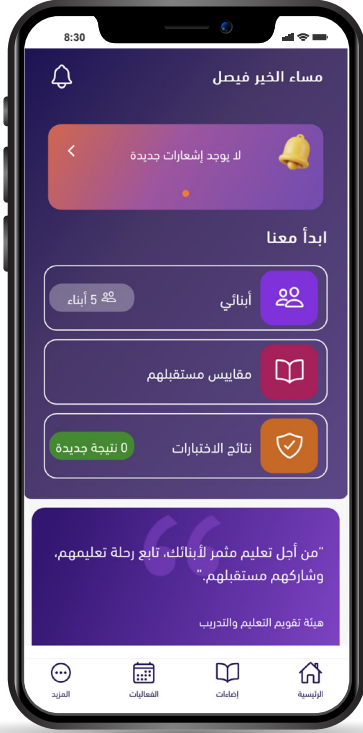 8:30
مساء الخير فيصل
لا يوجد إشعارات جديدة
ابدأ معنا
أبنائي
5 أبناء
مقاييس مستقبلهم
نتائج الاختبارات
0 نتيجة جديدة
"من أجل تعليم مثمر لأبنائك، تابع رحلة تعليمهم،
وشاركهم مستقبلهم."
هيئة تقويم التعليم والتدريب
الرئيسية
إضاءات
الفعاليات
المزيد